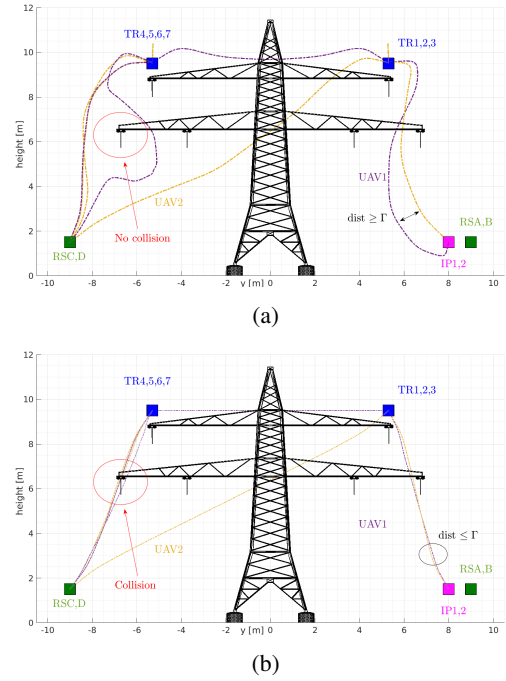 12
10
8
6
4
2
0
height [m]
TR4,5,6,7
TR1,2,3
UAV1
UAV2
dist ≥ Γ
No collision
RSA,B
RSC,D
IP1,2
-10 -8 -6 -4 -2 0 2 4 6 8 10
y [m]
(a)
12
10
8
6
4
2
0
height [m]
TR4,5,6,7
TR1,2,3
UAV1
UAV2
dist ≤ Γ
Collision
RSA,B
RSC,D
IP1,2
-10 -8 -6 -4 -2 0 2 4 6 8 10
y [m]
(b)